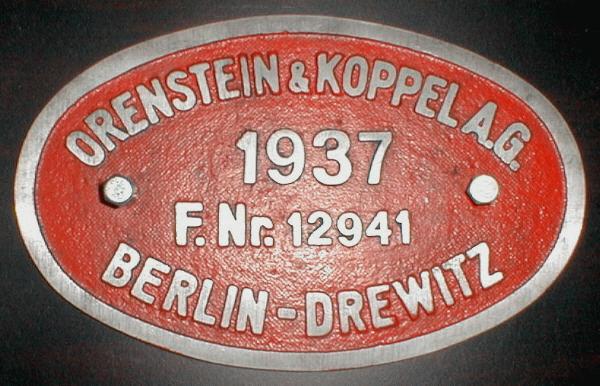 ORENSTEIN & KOPPEL A.G.
1937
F. Nr. 12941
BERLIN-DREWITZ